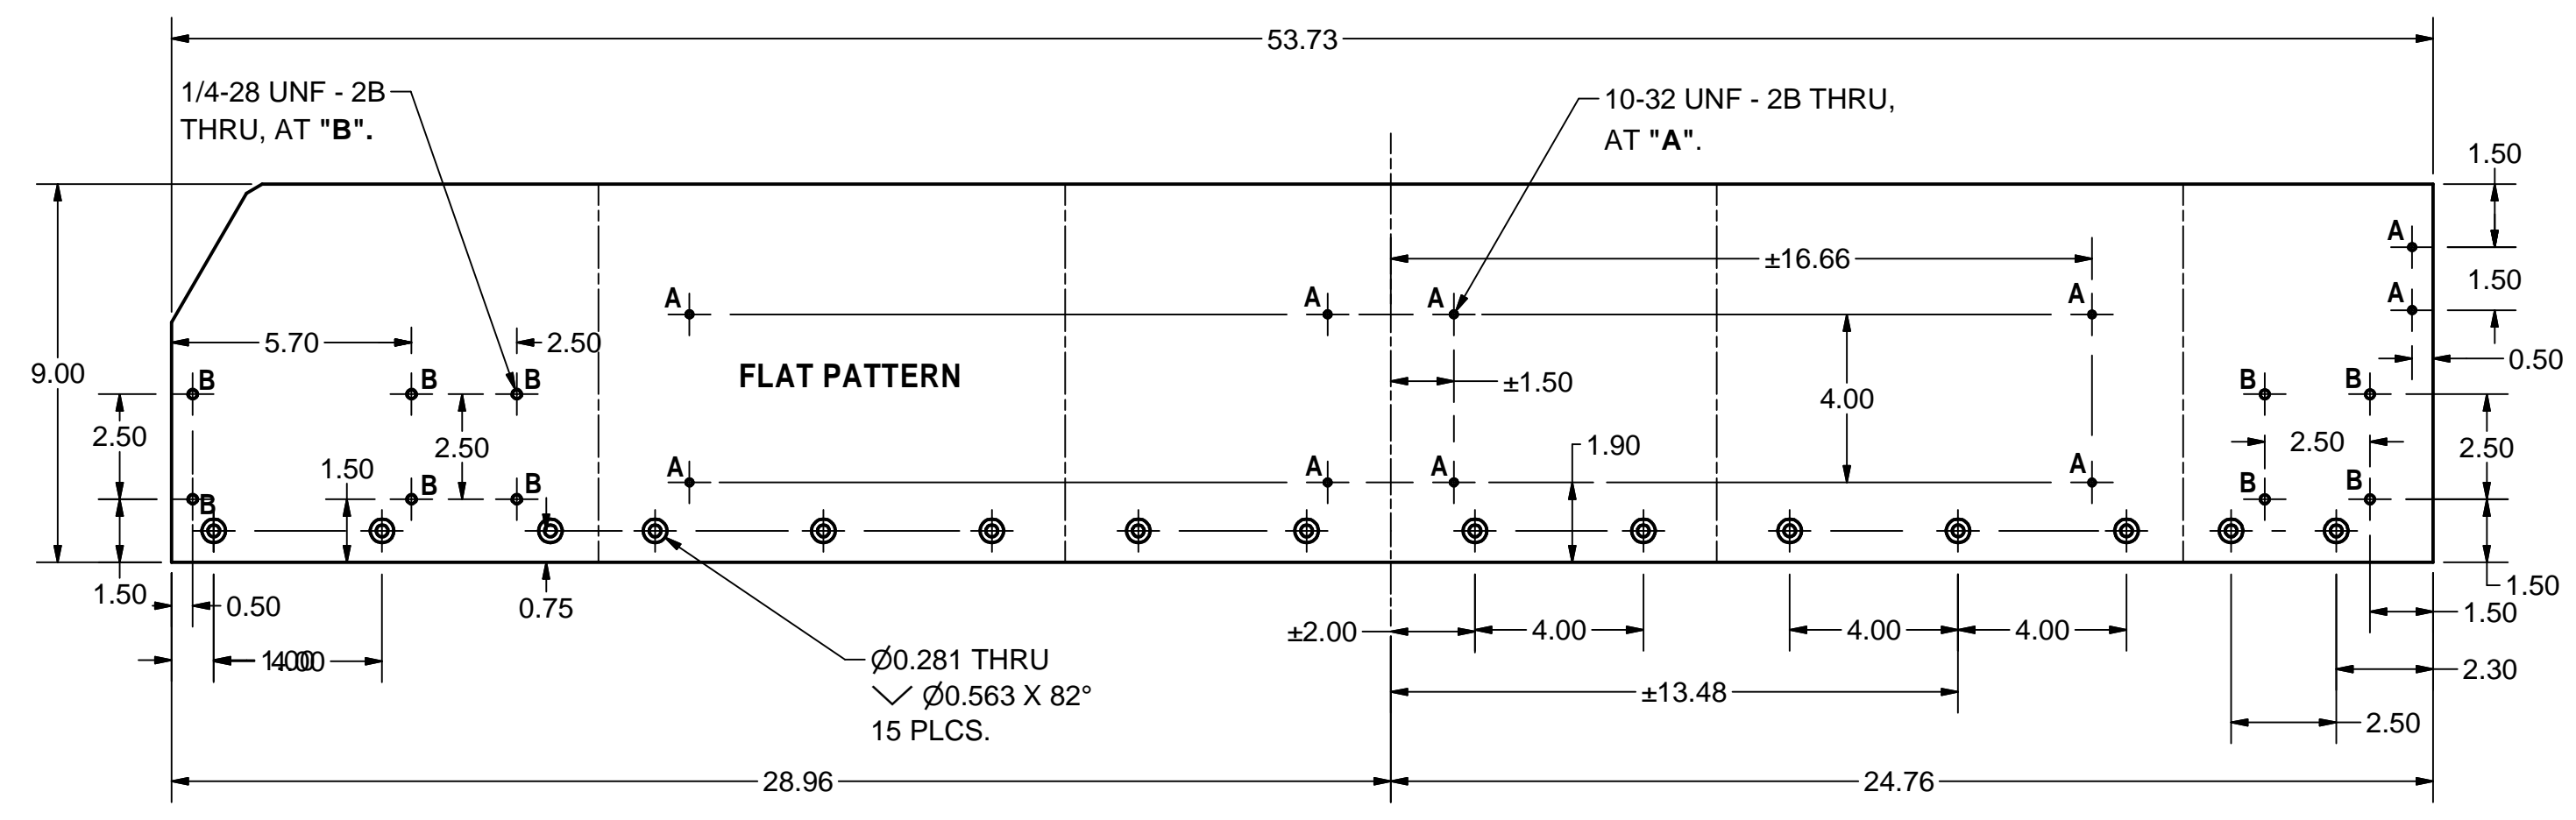 53.73
1/4-28 UNF - 2B
THRU, AT "B".
10-32 UNF - 2B THRU,
AT "A".
1.50
A
±16.66
1.50
A
A
A
A
A
5.70
2.50
9.00
FLAT PATTERN
0.50
B
B
B
±1.50
4.00
B
B
2.50
2.50
1.50
1.90
2.50
2.50
A
A
A
A
B
B
B
B
B
1.50
0.50
0.75
1.50
1.50
±2.00
4.00
4.00
4.00
1.00
4.00
Ø0.281 THRU
Ø0.563 X 82°
15 PLCS.
2.30
±13.48
2.50
28.96
24.76